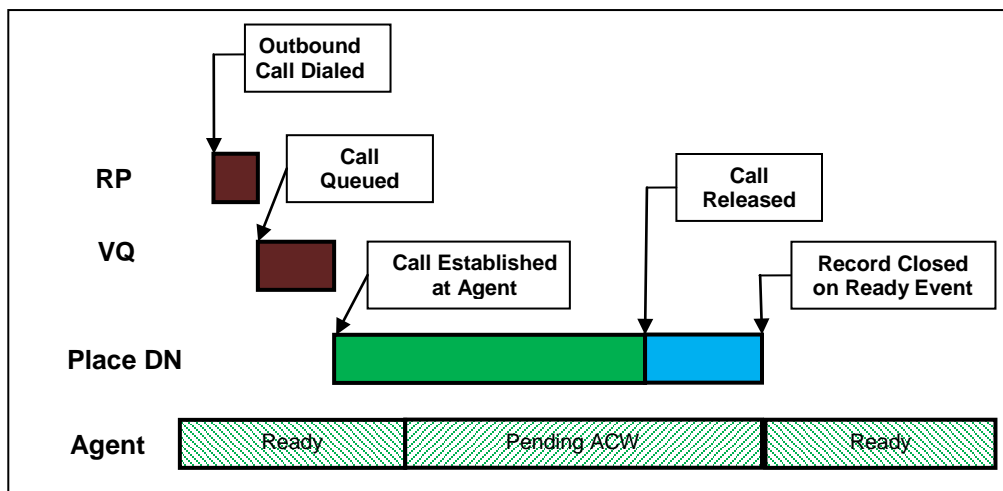 Outbound
Call Dialed
RP
Call
Queued
Call
Released
VQ
Call Established
at Agent
Record Closed
on Ready Event
Place DN
Agent
Ready
Pending ACW
Ready